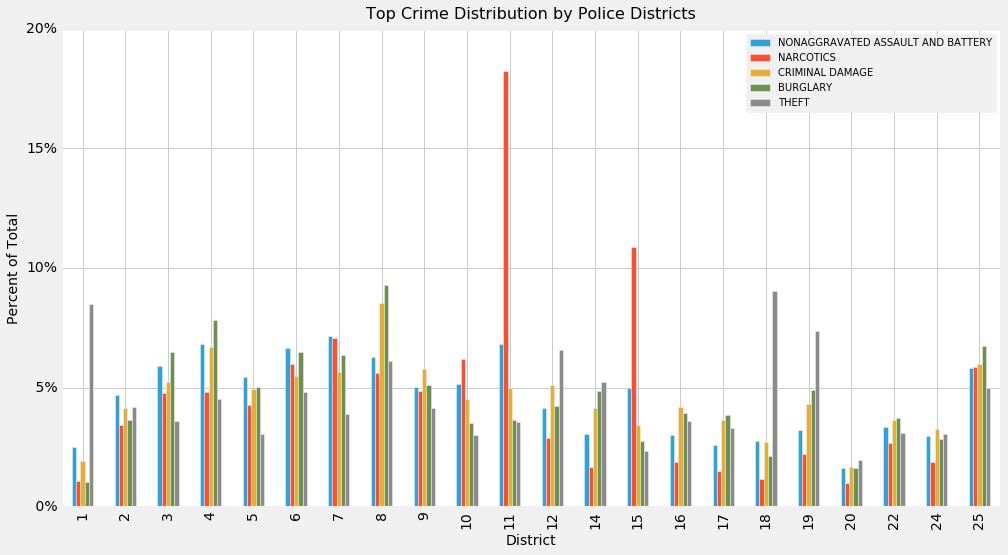 Top Crime Distribution by Police Districts
20%
15%
10%
5%
0%
Percent of Total
NONAGGRAVATED ASSAULT AND BATTERY
NARCOTICS
CRIMINAL DAMAGE
BURGLARY
THEFT
1 2 3 4 5 6 7 8 9 10 11 12 14 15 16 17 18 19 20 22 24 25
District